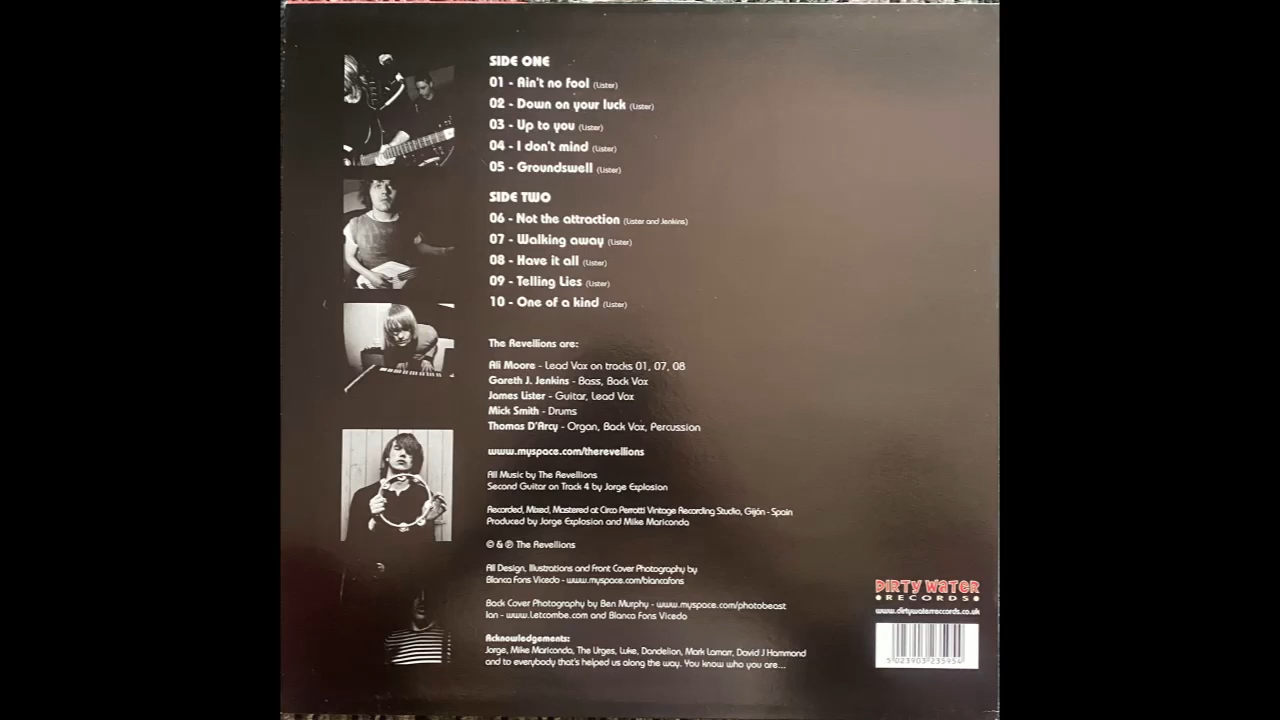 SIDE ONE
01 - Ain't no fool (Lister)
02 - Down on your luck (Lister)
03 - Up to you (Lister)
04 - I don't mind (Lister)
05 - Groundswell (Lister)
SIDE TWO
06 - Not the attraction (Lister and Jenkins)
07 - Walking away (Lister)
08 - Have it all (Lister)
09 - Telling Lies (Lister)
10 - One of a kind (Lister)
The Revellions are:
Ali Moore - Lead Vox on tracks 01, 07, 08
Gareth J. Jenkins - Bass, Back Vox
James Lister - Guitar, Lead Vox
Mick Smith - Drums
Thomas D'Arcy - Organ, Back Vox, Percussion
www.myspace.com/therevellions
All Music by The Revellions
Second Guitar on Track 4 by Jorge Explosion
Recorded, Mixed, Mastered at Circo Perrotti Vintage Recording Studio, Gijón - Spain
Produced by Jorge Explosion and Mike Mariconda
© & ℗ The Revellions
All Design, Illustrations and Front Cover Photography by
Blanca Fons Vicedo - www.myspace.com/blancafons
Back Cover Photography by Ben Murphy - www.myspace.com/photobeast
Ian - www.Letcombe.com and Blanca Fons Vicedo
Acknowledgements:
Jorge, Mike Mariconda, The Urges, Luke, Dandelion, Mark Lamarr, David J Hammond
and to everybody that's helped us along the way. You know who you are...
DIRTY WATER
RECORDS
www.dirtywaterrecords.co.uk
5 023903 235954